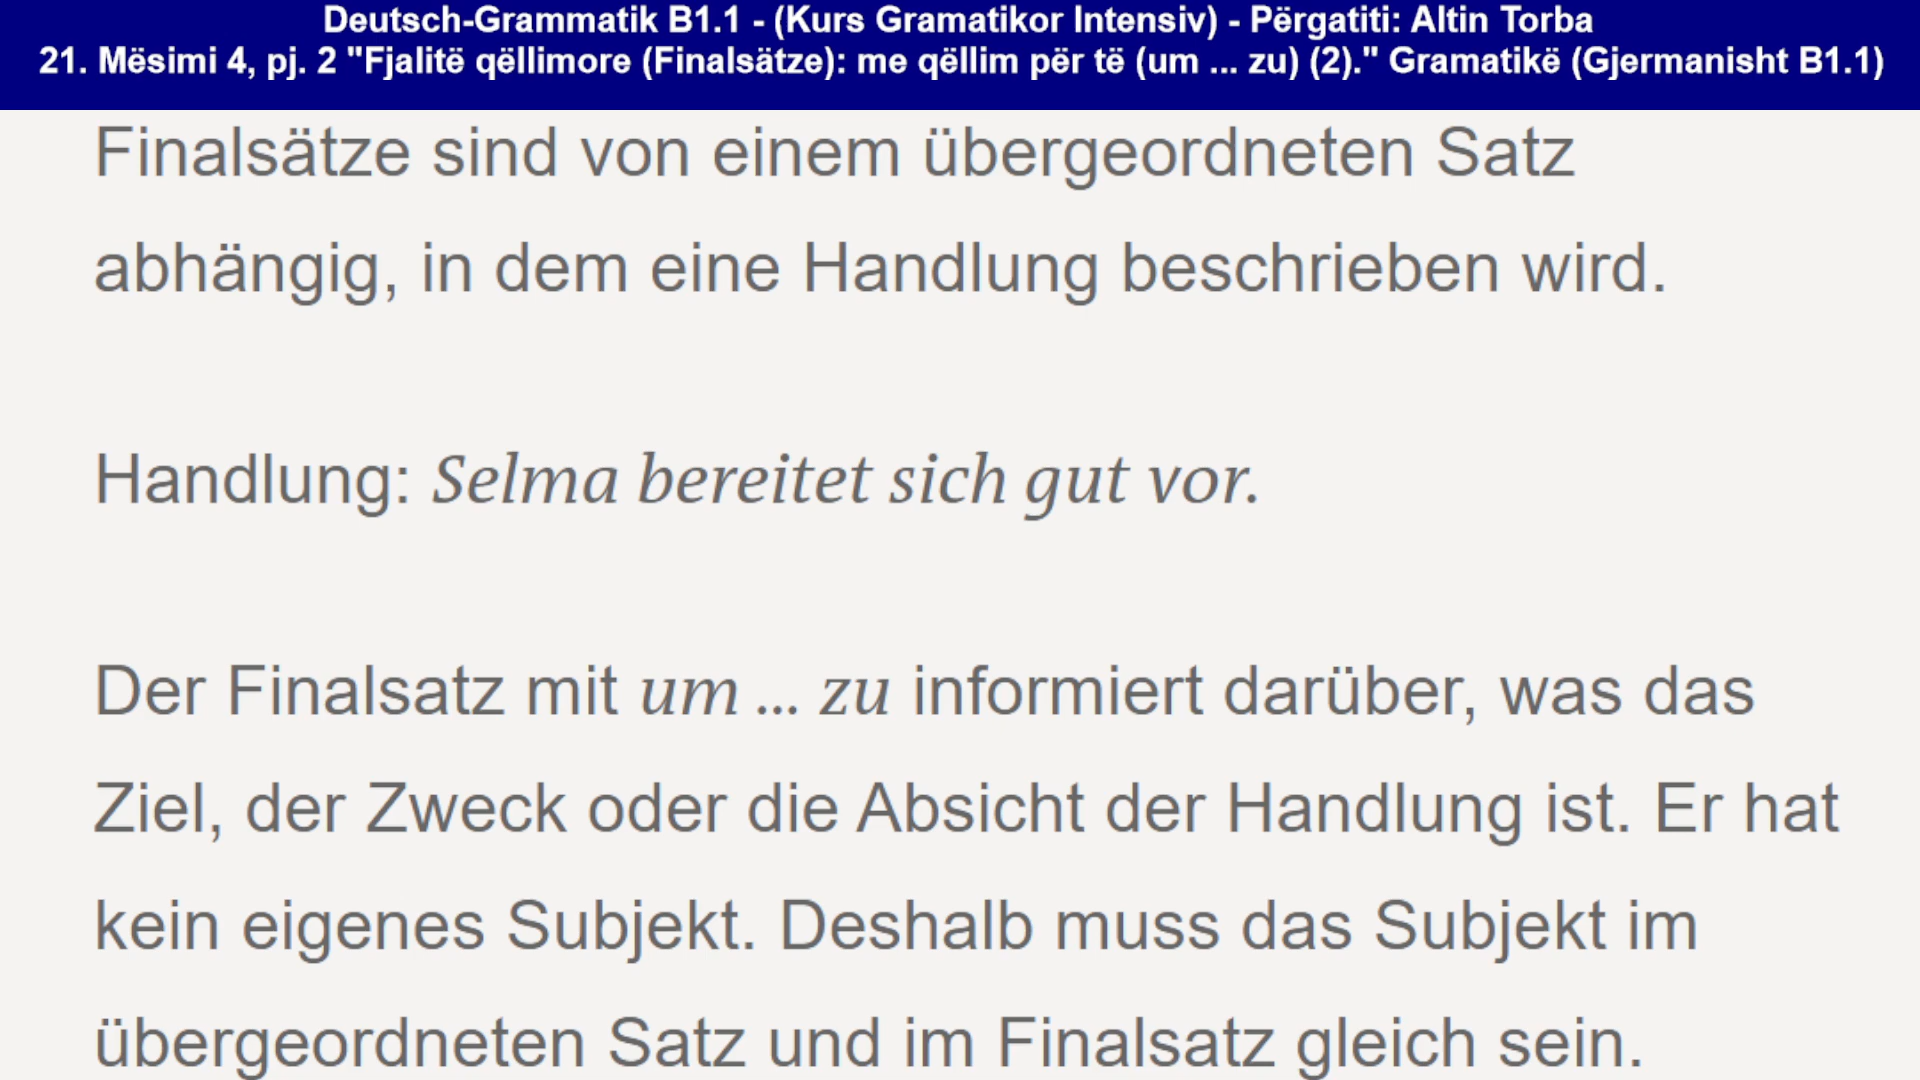 Deutsch-Grammatik B1.1 - (Kurs Gramatikor Intensiv) - Përgatiti: Altin Torba
21. Mësimi 4, pj. 2 "Fjalitë qëllimore (Finalsätze): me qëllim për të (um ... zu) (2)." Gramatikë (Gjermanisht B1.1)
Finalsätze sind von einem übergeordneten Satz
abhängig, in dem eine Handlung beschrieben wird.
Handlung: Selma bereitet sich gut vor.
Der Finalsatz mit um ... zu informiert darüber, was das
Ziel, der Zweck oder die Absicht der Handlung ist. Er hat
kein eigenes Subjekt. Deshalb muss das Subjekt im
übergeordneten Satz und im Finalsatz gleich sein.